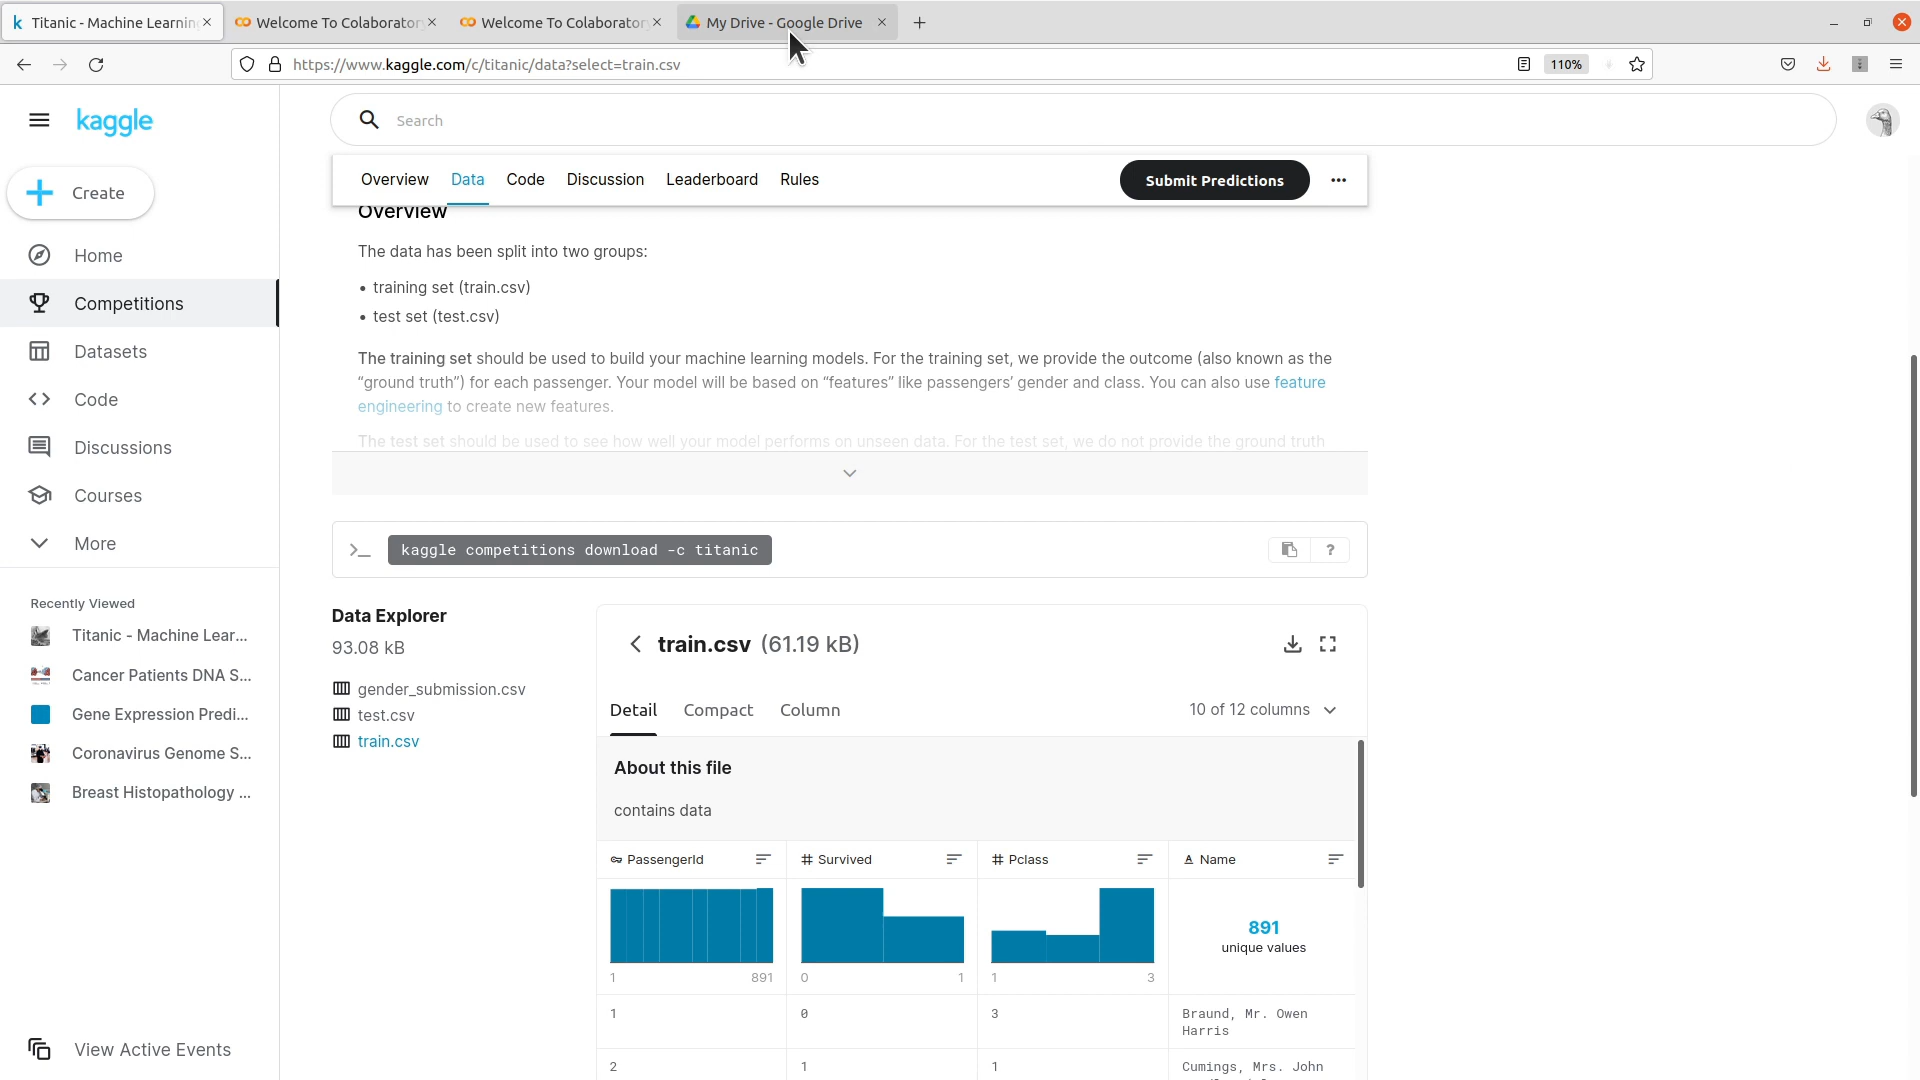 Titanic - Machine Learning
Welcome To Colaborator
Welcome To Colaborator
My Drive - Google Drive
https://www.kaggle.com/c/titanic/data?select=train.csv
110%
kaggle
Search
Create
Home
Competitions
Datasets
Code
Discussions
Courses
More
Recently Viewed
Titanic - Machine Lear...
Cancer Patients DNA S...
Gene Expression Predi...
Coronavirus Genome S...
Breast Histopathology ...
View Active Events
Overview Data Code Discussion Leaderboard Rules
Submit Predictions
Overview
The data has been split into two groups:
• training set (train.csv)
• test set (test.csv)
The training set should be used to build your machine learning models. For the training set, we provide the outcome (also known as the
“ground truth”) for each passenger. Your model will be based on “features” like passengers’ gender and class. You can also use feature
engineering to create new features.
The test set should be used to see how well your model performs on unseen data. For the test set, we do not provide the ground truth
>_ kaggle competitions download -c titanic
?
Data Explorer
93.08 kB
gender_submission.csv
test.csv
train.csv
train.csv (61.19 kB)
Detail Compact Column
10 of 12 columns
About this file
contains data
PassengerId # Survived # Pclass A Name
891
unique values
1 891 0 1 1 3
1 0 3 Braund, Mr. Owen
Harris
2 1 1 Cumings, Mrs. John